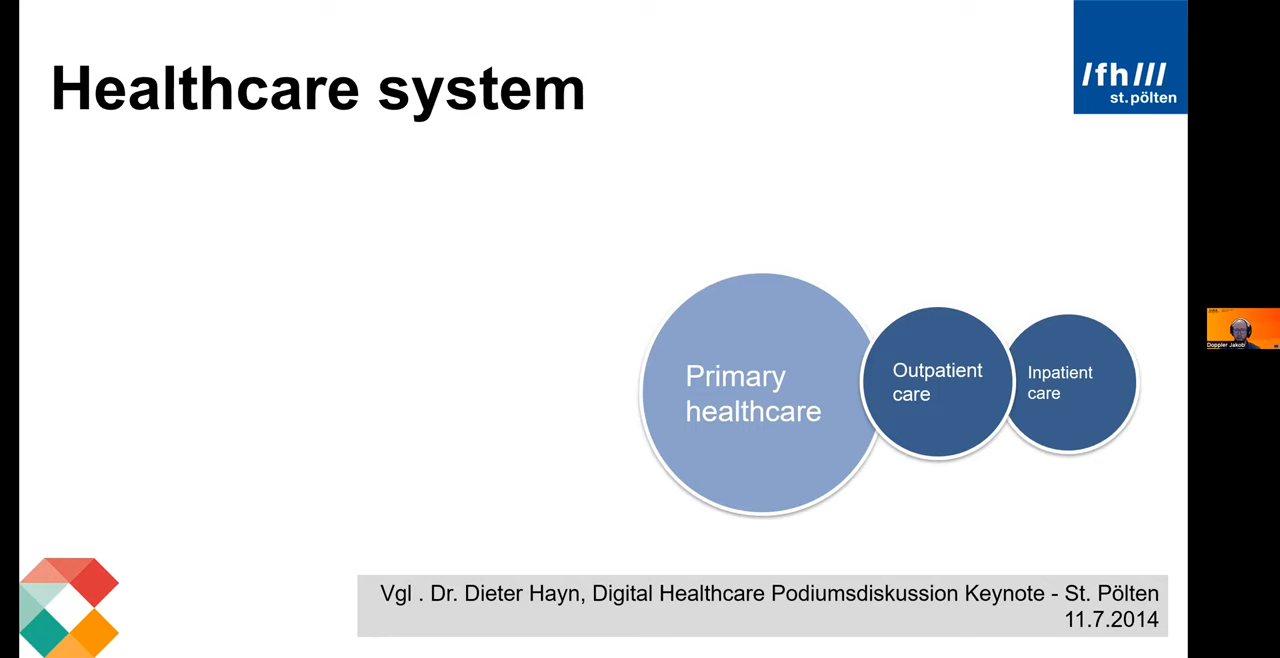 Healthcare system
/fh///
st.pölten
Primary
healthcare
Outpatient
care
Inpatient
care
Doppler Jakob
Vgl . Dr. Dieter Hayn, Digital Healthcare Podiumsdiskussion Keynote - St. Pölten
11.7.2014